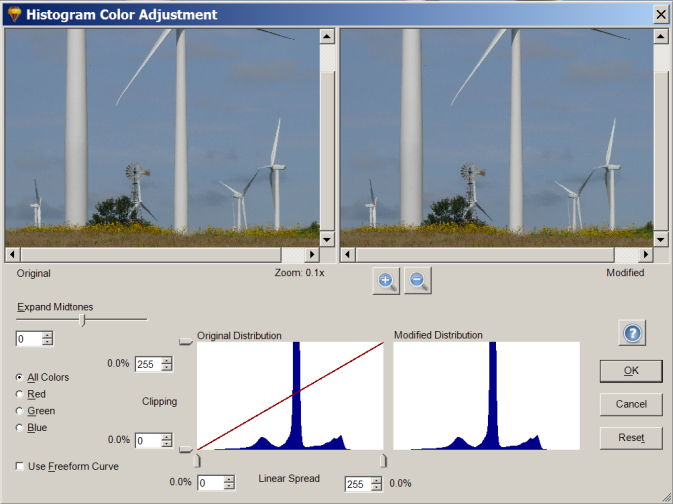 Histogram Color Adjustment
Original
Zoom: 0.1x
Modified
Expand Midtones
0
Original Distribution
Modified Distribution
0.0% 255
All Colors
Red
Green
Blue
Clipping
0.0% 0
Use Freeform Curve
0.0% 0
Linear Spread
255 0.0%
?
OK
Cancel
Reset